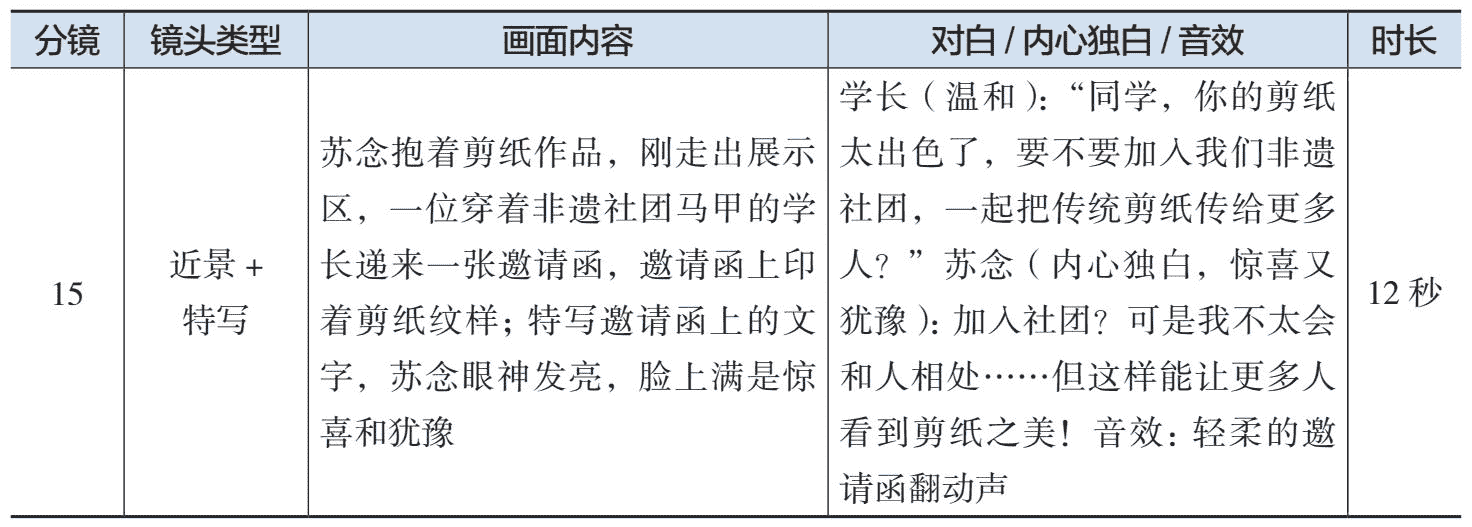 分镜 镜头类型 画面内容 对白 / 内心独白 / 音效 时长
15
近景 +
特写
苏念抱着剪纸作品，刚走出展示
区，一位穿着非遗社团马甲的学
长递来一张邀请函，邀请函上印
着剪纸纹样；特写邀请函上的文
字，苏念眼神发亮，脸上满是惊
喜和犹豫
学长（温和）：“同学，你的剪纸
太出色了，要不要加入我们非遗
社团，一起把传统剪纸传给更多
人？”苏念（内心独白，惊喜又
犹豫）：加入社团？可是我不太会
和人相处……但这样能让更多人
看到剪纸之美！音效：轻柔的邀
请函翻动声
12 秒